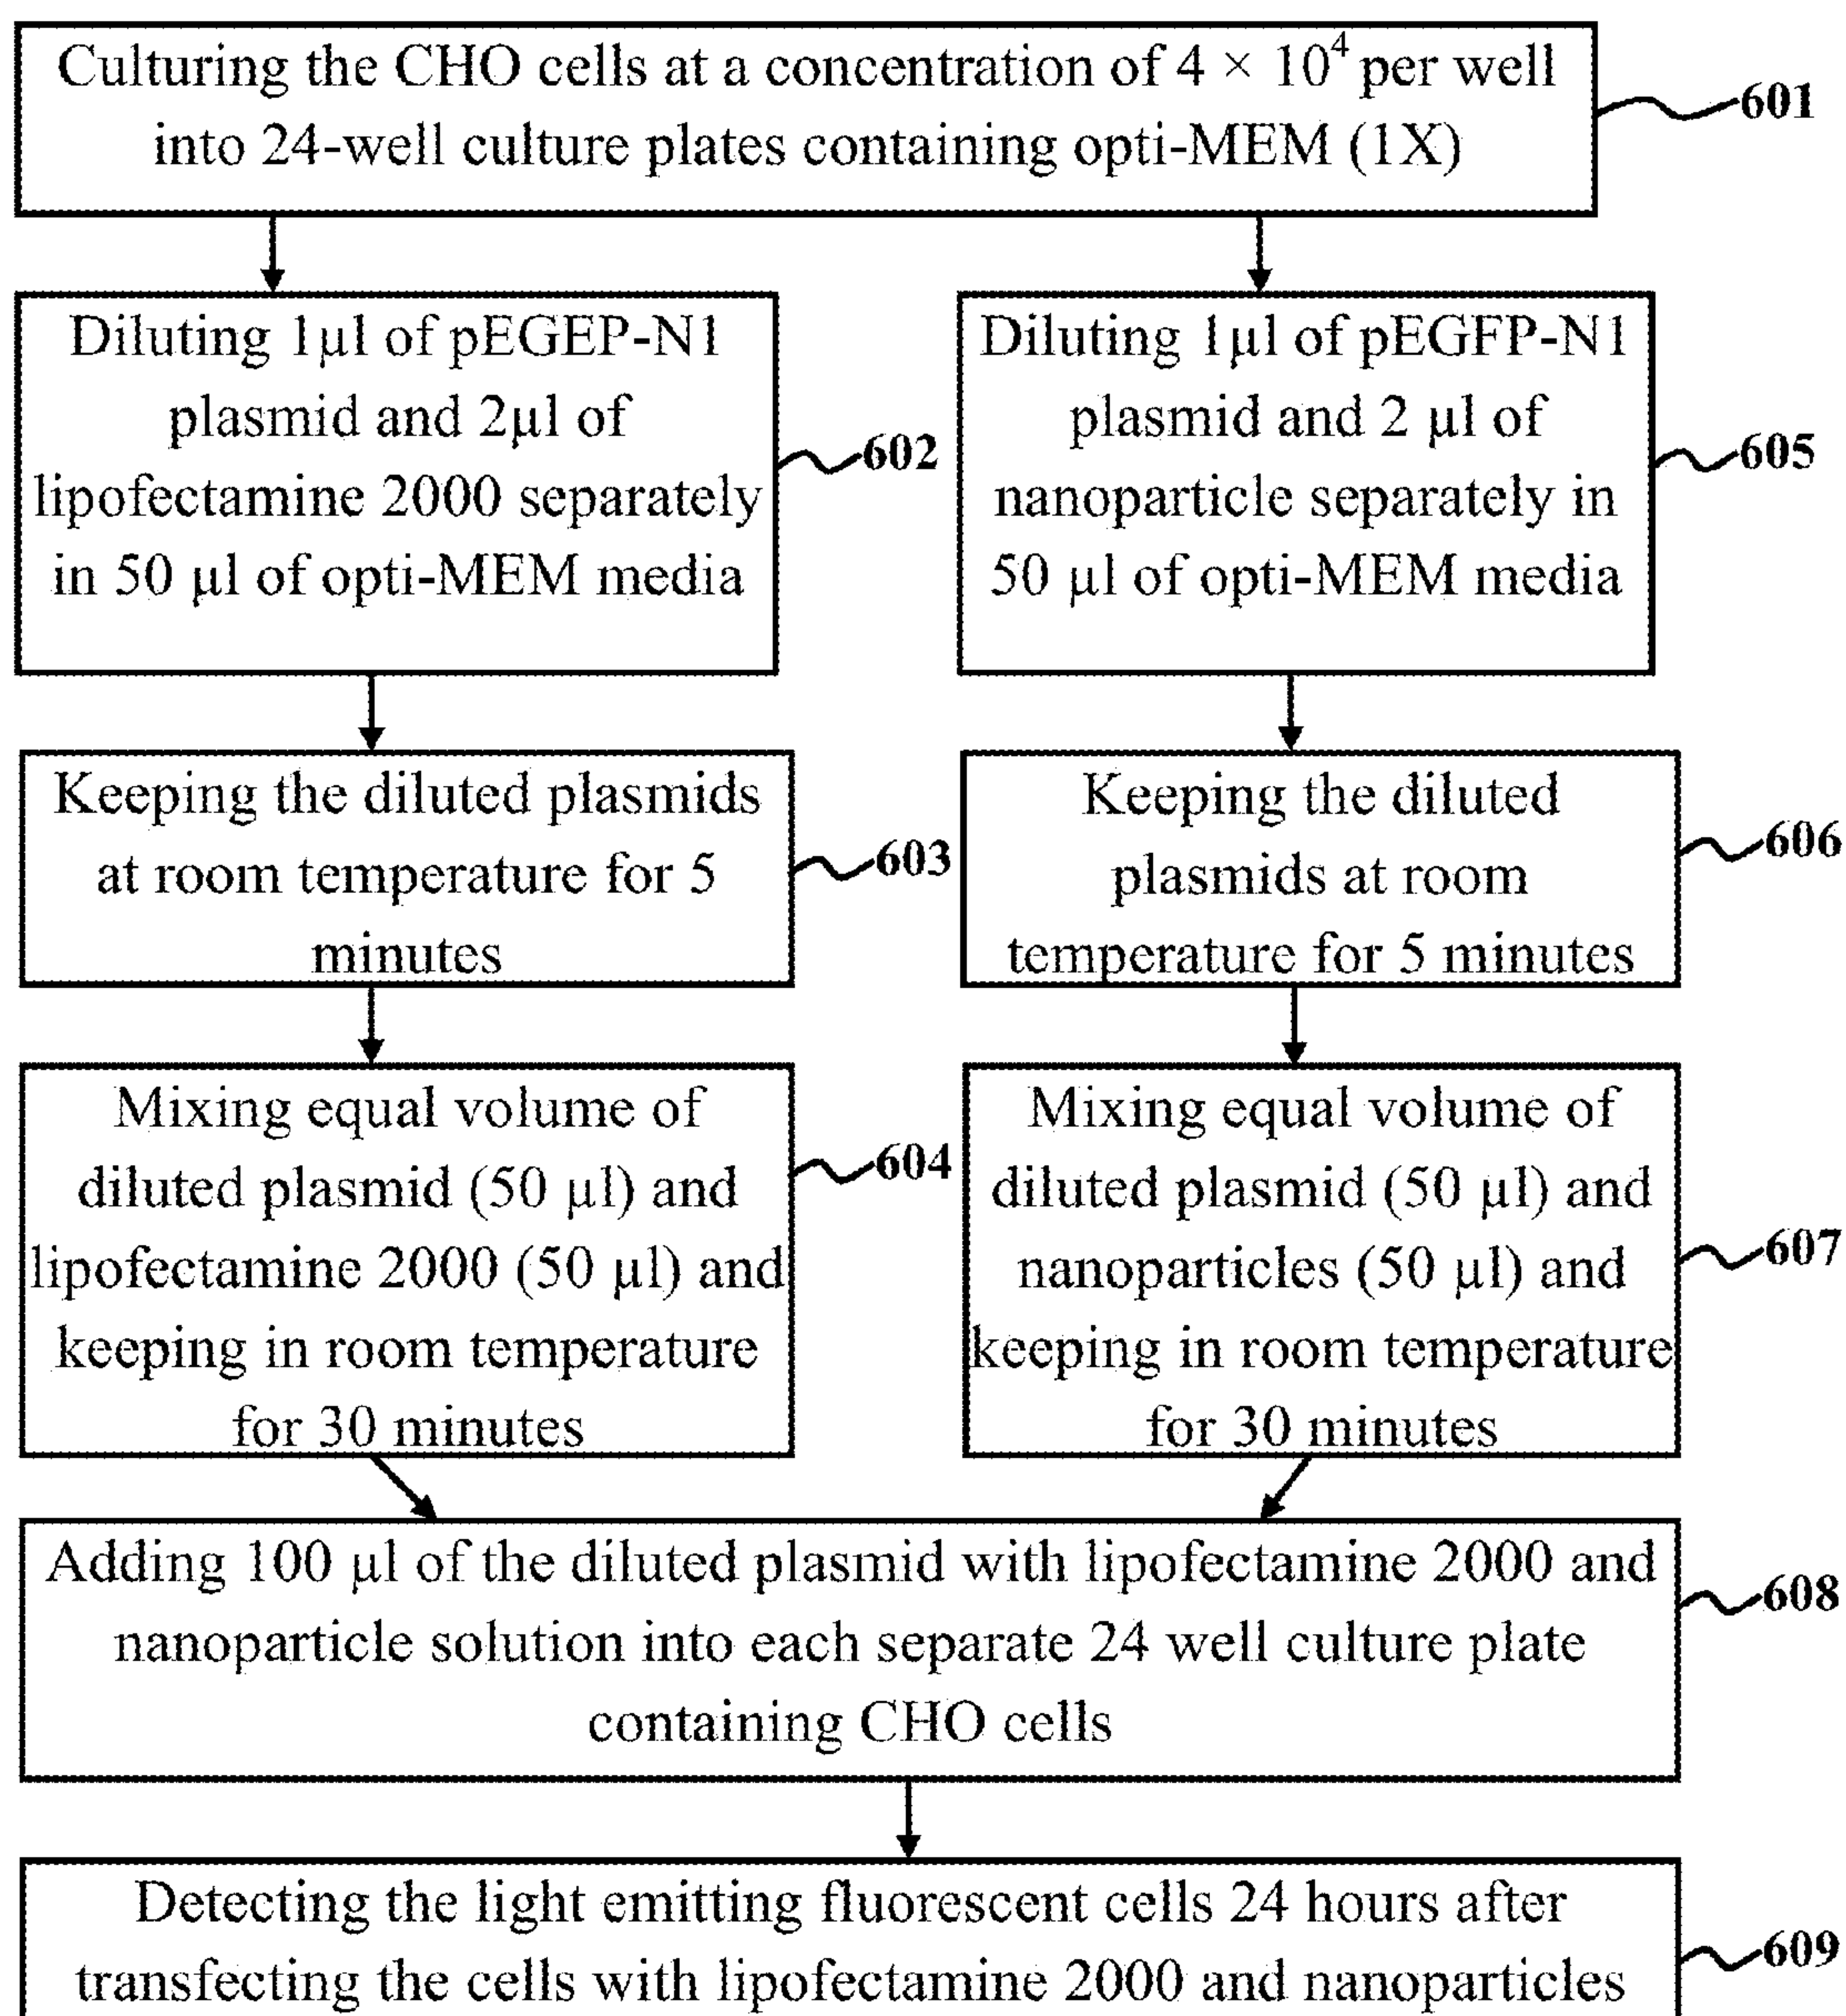 Culturing the CHO cells at a concentration of 4 × 10⁴ per well
into 24-well culture plates containing opti-MEM (1X)
601
Diluting 1µl of pEGEP-N1
plasmid and 2µl of
lipofectamine 2000 separately
in 50 µl of opti-MEM media
602
Diluting 1µl of pEGFP-N1
plasmid and 2 µl of
nanoparticle separately in
50 µl of opti-MEM media
605
Keeping the diluted plasmids
at room temperature for 5
minutes
603
Keeping the diluted
plasmids at room
temperature for 5 minutes
606
Mixing equal volume of
diluted plasmid (50 µl) and
lipofectamine 2000 (50 µl) and
keeping in room temperature
for 30 minutes
604
Mixing equal volume of
diluted plasmid (50 µl) and
nanoparticles (50 µl) and
keeping in room temperature
for 30 minutes
607
Adding 100 µl of the diluted plasmid with lipofectamine 2000 and
nanoparticle solution into each separate 24 well culture plate
containing CHO cells
608
Detecting the light emitting fluorescent cells 24 hours after
transfecting the cells with lipofectamine 2000 and nanoparticles
609